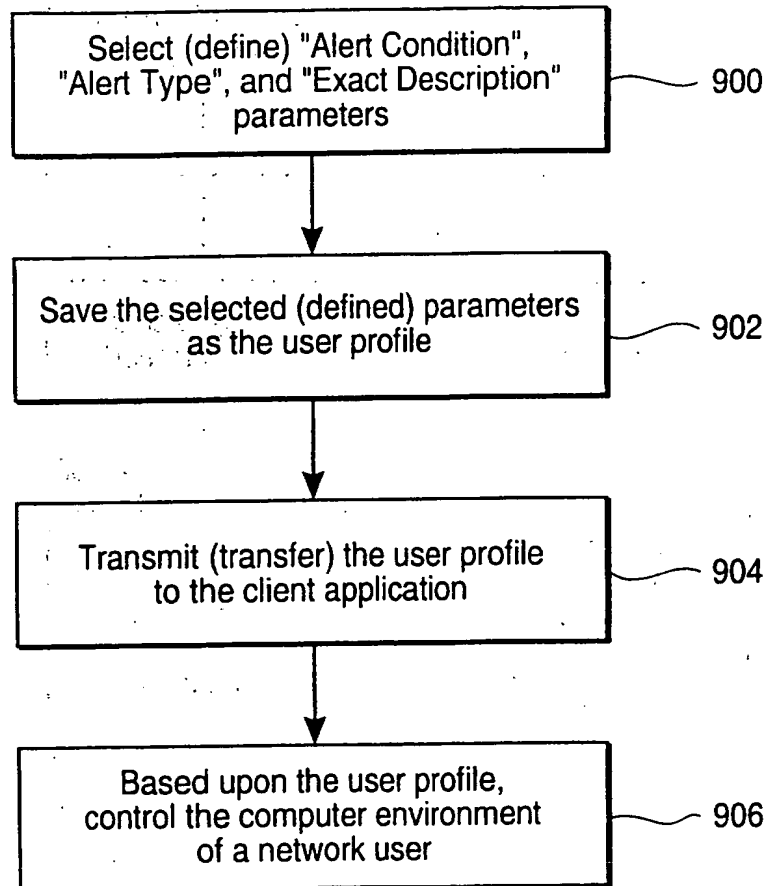 Select (define) "Alert Condition",
"Alert Type", and "Exact Description"
parameters
900
Save the selected (defined) parameters
as the user profile
902
Transmit (transfer) the user profile
to the client application
904
Based upon the user profile,
control the computer environment
of a network user
906